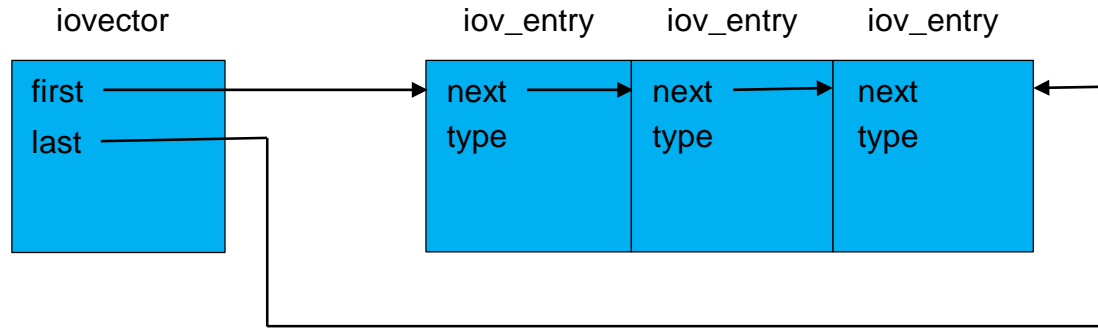 iovector
iov_entry iov_entry iov_entry
first
last
next
type
next
type
next
type